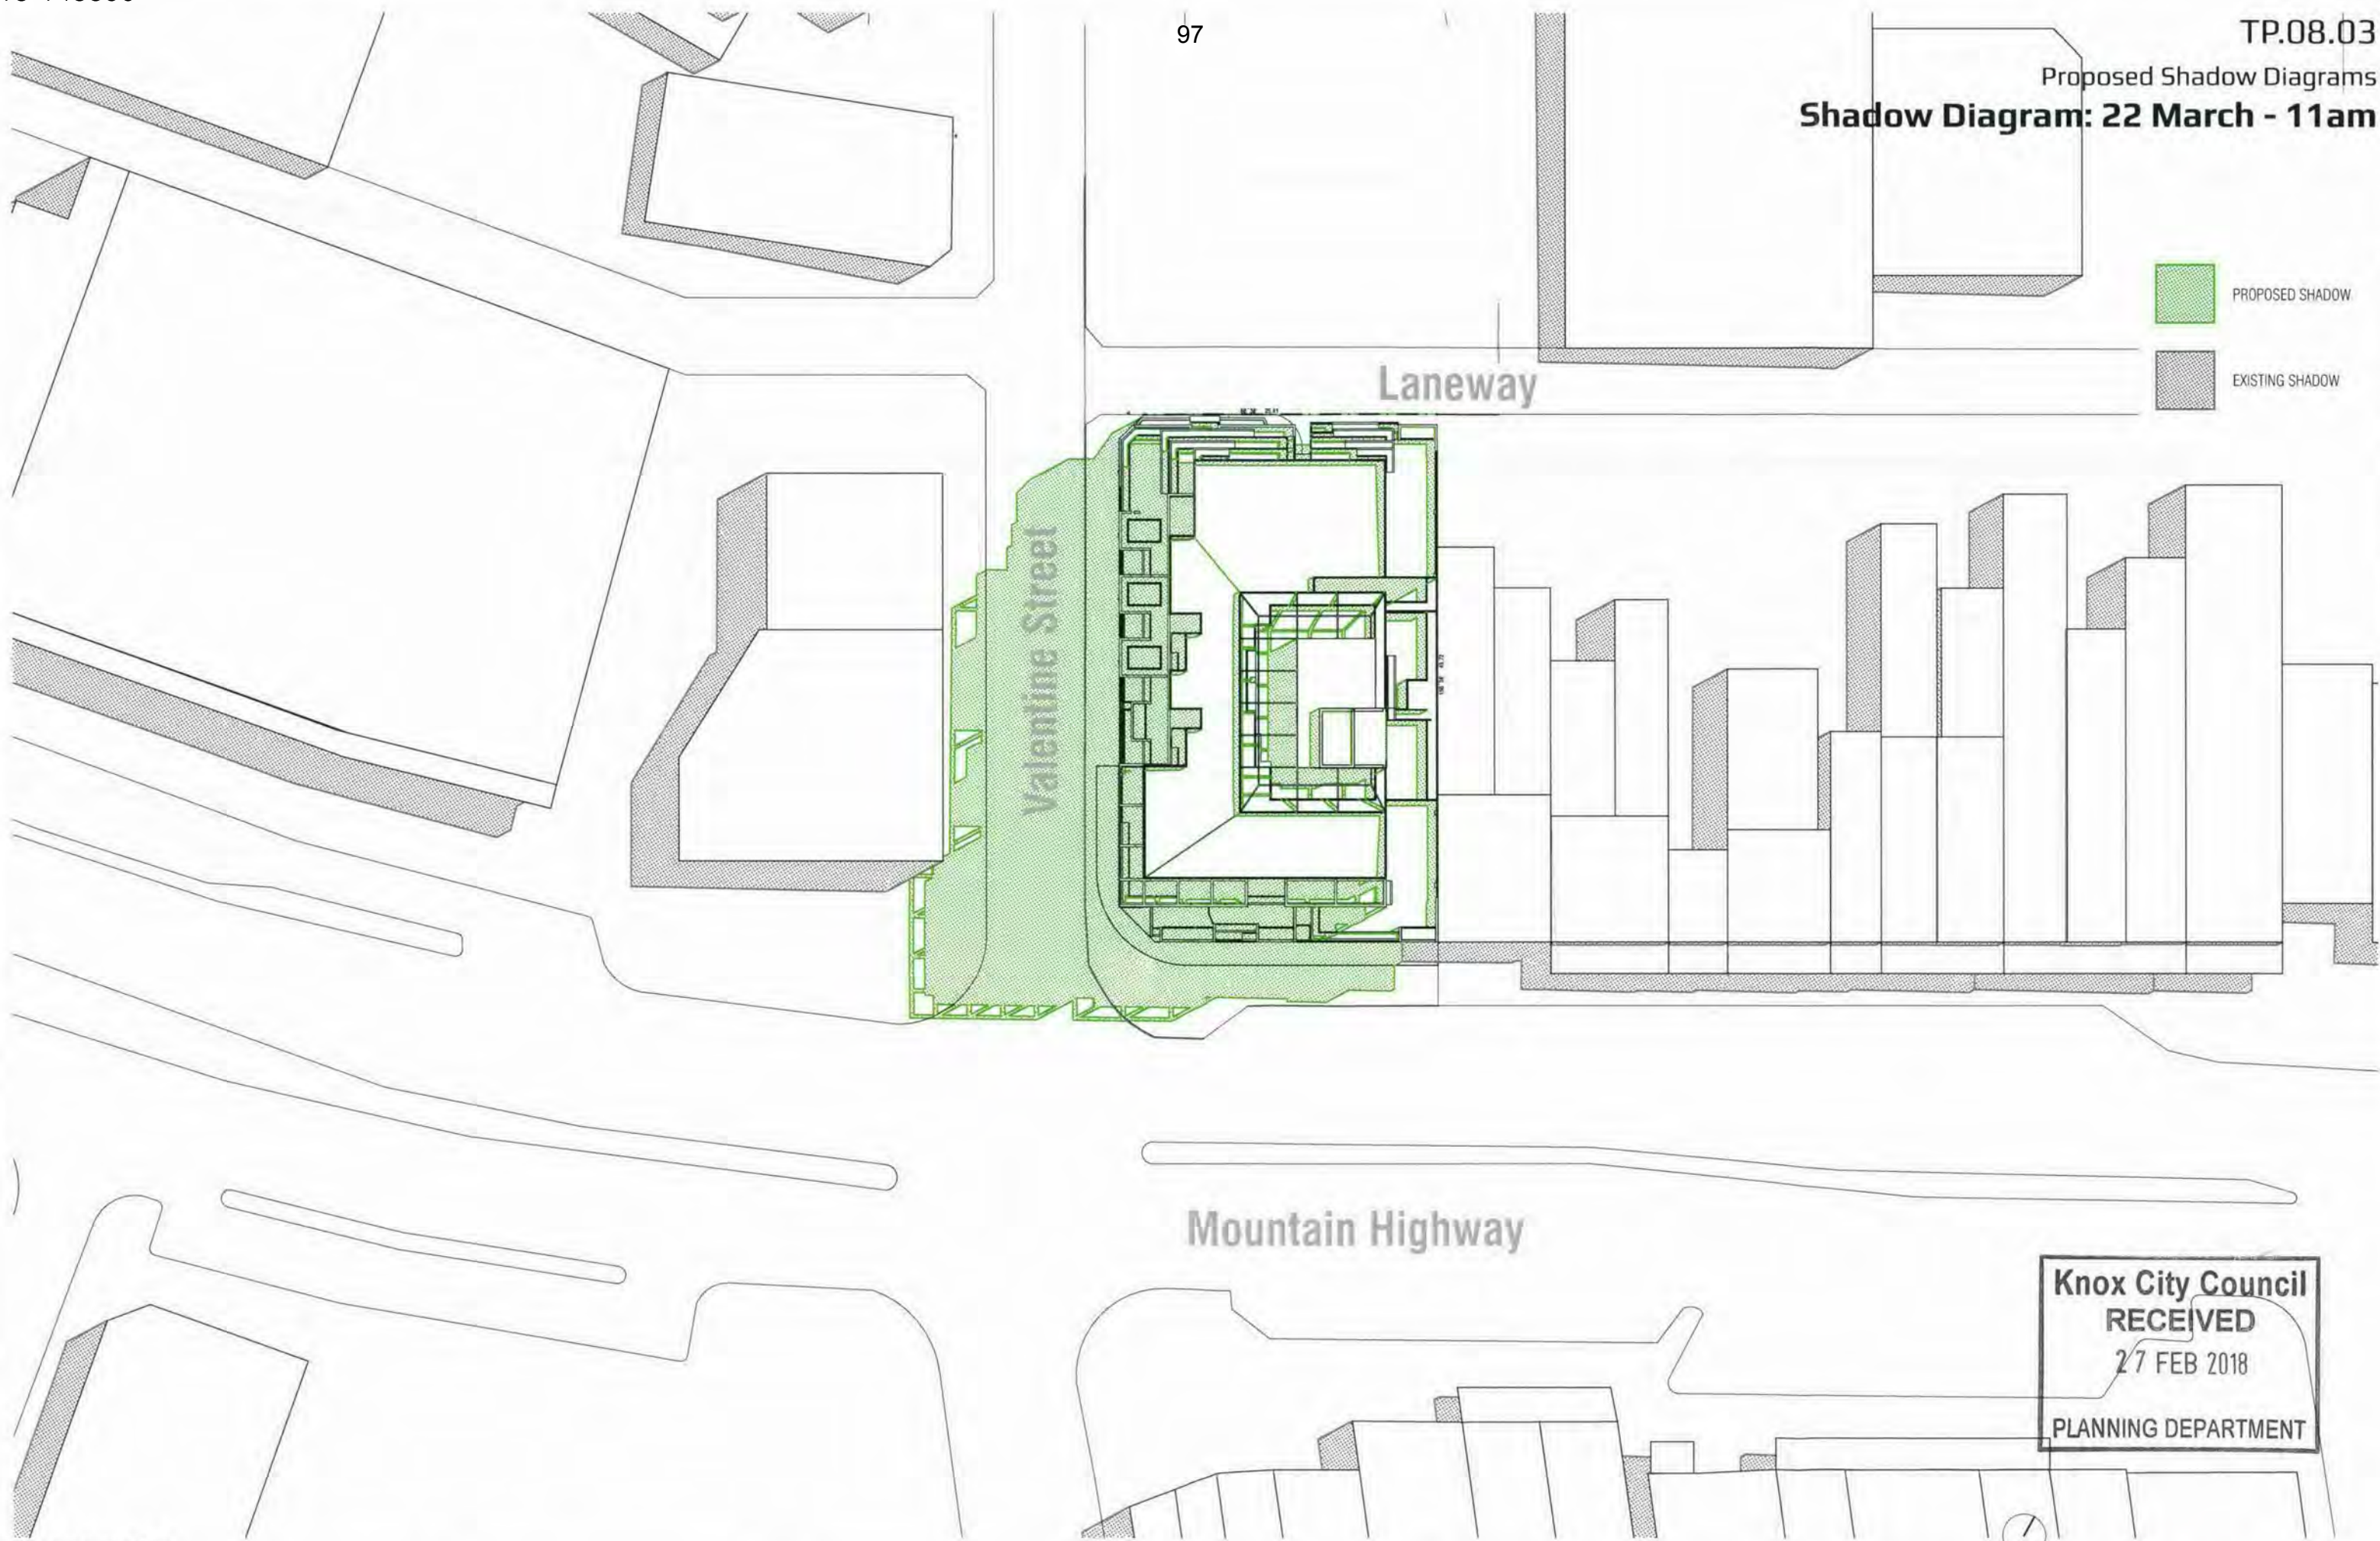 97
TP.08.03
Proposed Shadow Diagrams
Shadow Diagram: 22 March - 11am
PROPOSED SHADOW
EXISTING SHADOW
Laneway
Valentine Street
Mountain Highway
Knox City Council
RECEIVED
27 FEB 2018
PLANNING DEPARTMENT